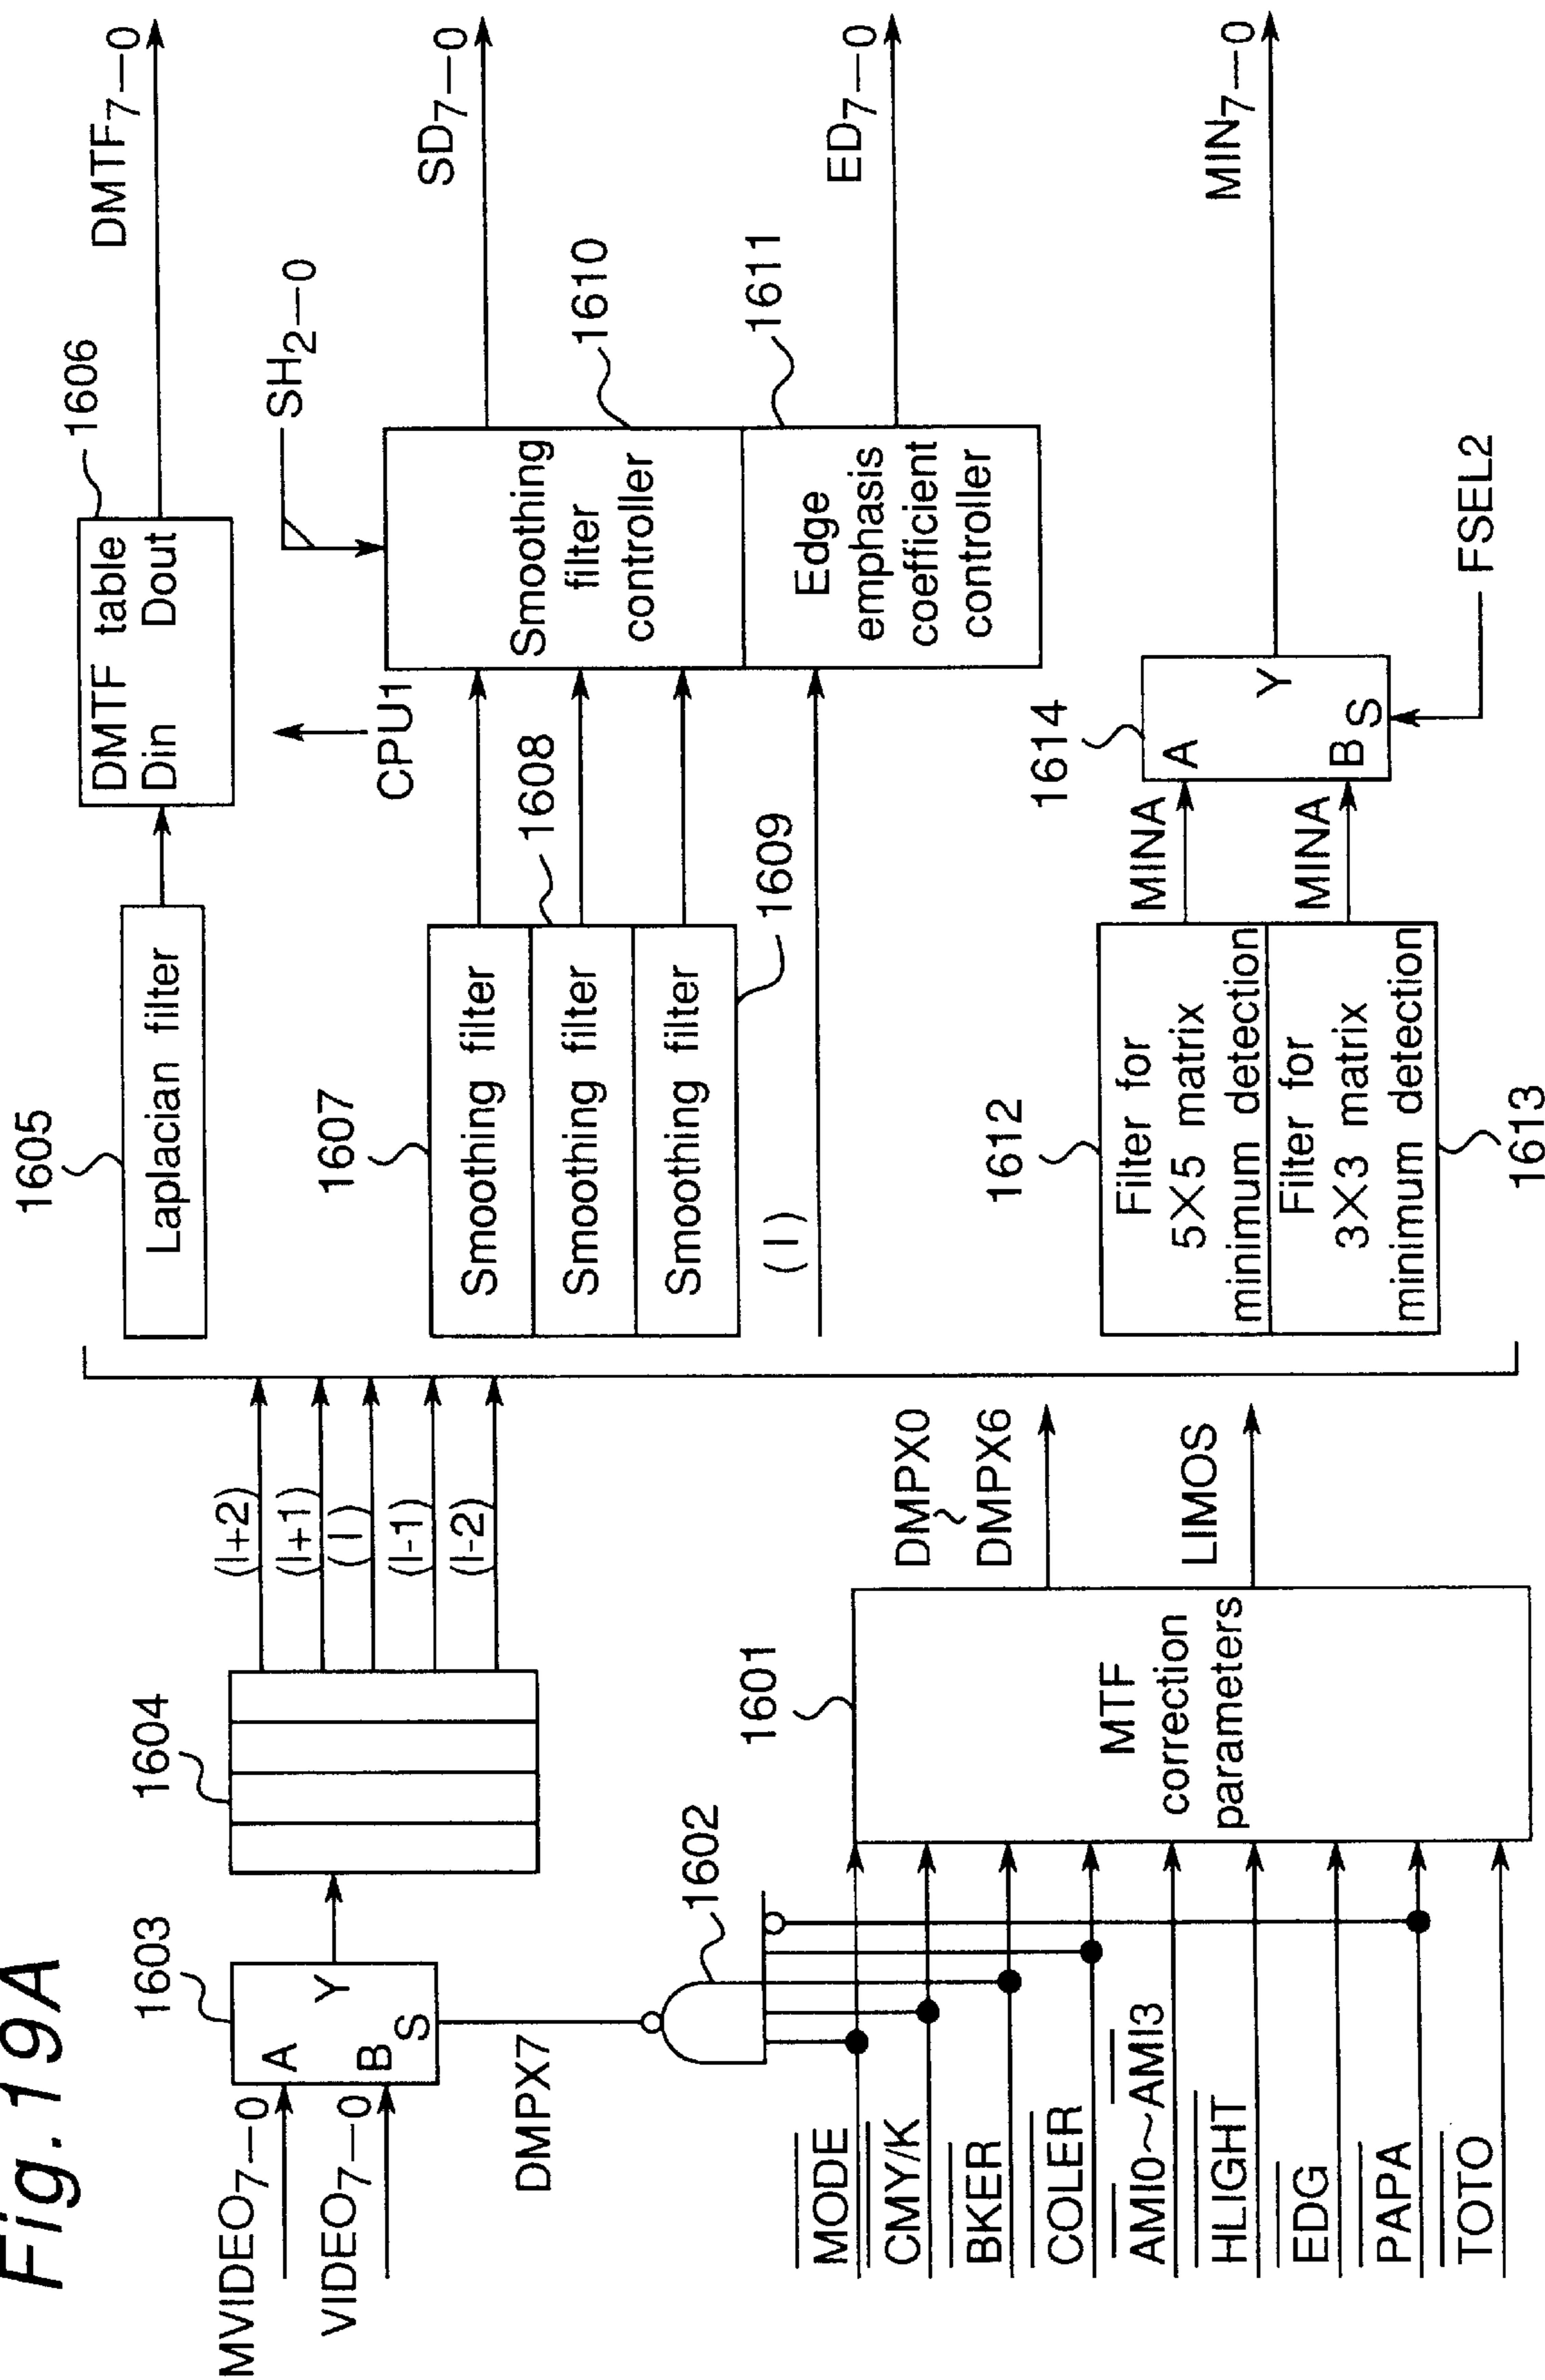 Fig. 19A
MVIDEO7—0
VIDEO7—0
1603
A
B
Y
S
DMPX7
1604
(I+2)
(I+1)
(I)
(I-1)
(I-2)
1602
MODE
CMY/K
BKER
COLER
AMI0~AMI3
HLIGHT
EDG
PAPA
TOTO
1601
MTF
correction
parameters
DMPX0
~
DMPX6
LIMOS
1605
Laplacian filter
1606
DMTF table
Din Dout
DMTF7—0
CPU1
1607
Smoothing filter
1608
Smoothing filter
Smoothing filter
1609
(I)
SH2—0
Smoothing
filter
controller
1610
SD7—0
Edge
emphasis
coefficient
controller
1611
ED7—0
1612
Filter for
5×5 matrix
minimum detection
Filter for
3×3 matrix
minimum detection
1613
MINA
MINA
1614
A
B
Y
S
FSEL2
MIN7—0